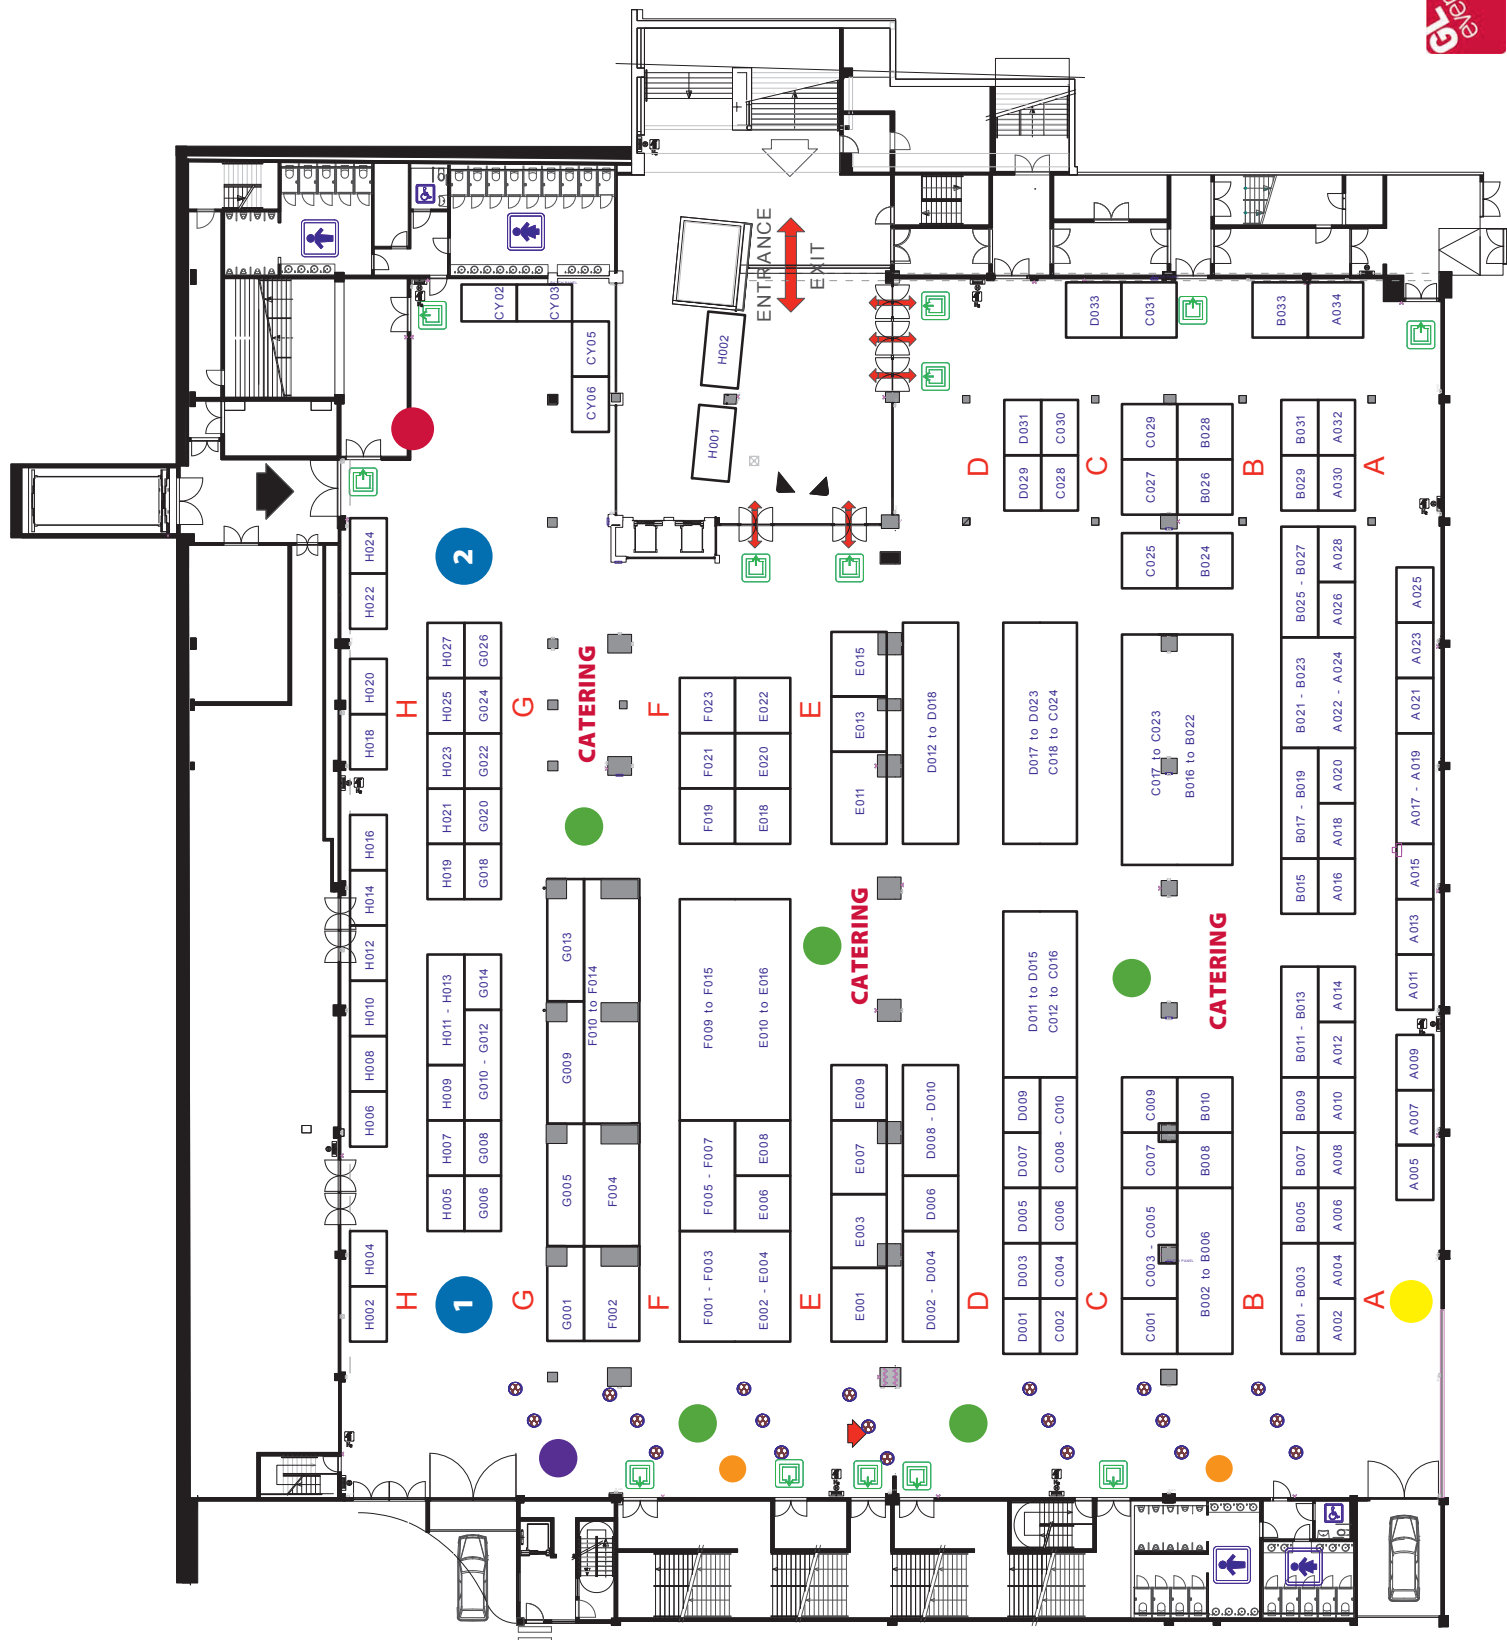 GL
ever
ENTRANCE
EXIT
CY02
CY03
CY05
CY06
H002
H001
D033
C031
B033
A034
D031
C030
D029
C028
C029
B028
C027
B026
B031
A032
B029
A030
D
C
B
A
C025
B024
B025 - B027
A028
A026
A025
A023
A021
A017 - A019
A015
A013
A011
A009
A007
A005
H024
H022
H020
H018
H016
H014
H012
H010
H008
H006
H004
H002
2
H
G
F
E
H027
G026
H025
G024
H023
G022
H021
G020
H019
G018
CATERING
F023
E022
F021
E020
F019
E018
E015
E013
E011
D012 to D018
D017 to D023
C018 to C024
C017 to C023
B016 to B022
B021 - B023
A022 - A024
B017 - B019
A020
A018
B015
A016
G013
F010 to F014
G009
G005
F004
G001
F002
H011 - H013
G014
H009
G010 - G012
H007
G008
H005
G006
F009 to F015
E010 to E016
CATERING
F005 - F007
E008
E006
F001 - F003
E002 - E004
E009
E007
E003
E001
D008 - D010
D006
D002 - D004
D011 to D015
C012 to C016
CATERING
D009
C008 - C010
D007
D005
C006
D003
C004
D001
C002
C009
B010
C007
B008
C003 - C005
B002 to B006
C001
B011 - B013
A014
A012
B009
A010
B007
A008
B005
A006
B001 - B003
A004
A002
H
1
G
F
E
D
C
B
A